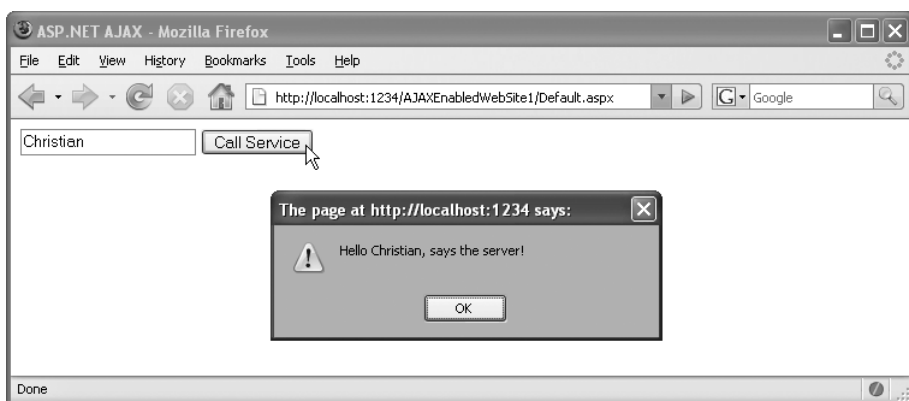 ASP.NET AJAX - Mozilla Firefox
File Edit View History Bookmarks Tools Help
http://localhost:1234/AJAXEnabledWebSite1/Default.aspx G Google
Christian Call Service
The page at http://localhost:1234 says:
Hello Christian, says the server!
OK
Done